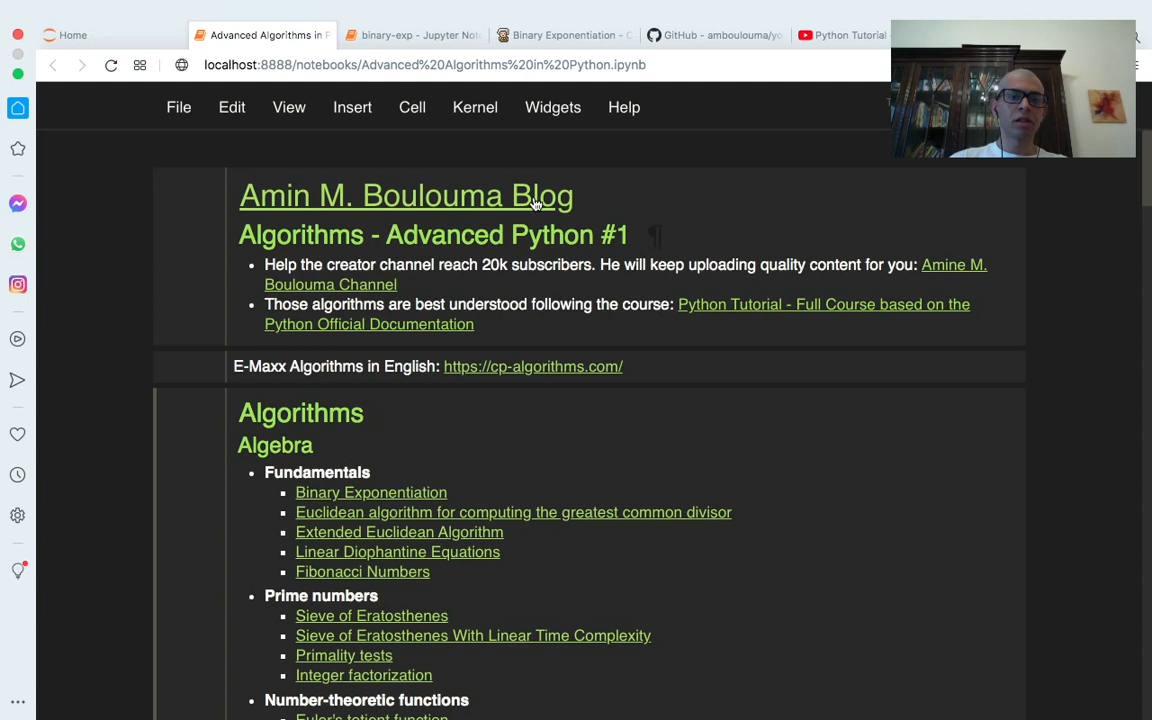 Home
Advanced Algorithms in P
binary-exp - Jupyter Note
Binary Exponentiation - C
GitHub - amboulouma/yo
Python Tutorial
localhost:8888/notebooks/Advanced%20Algorithms%20in%20Python.ipynb
File Edit View Insert Cell Kernel Widgets Help
Amin M. Boulouma Blog
Algorithms - Advanced Python #1 ¶
• Help the creator channel reach 20k subscribers. He will keep uploading quality content for you: Amine M.
Boulouma Channel
• Those algorithms are best understood following the course: Python Tutorial - Full Course based on the
Python Official Documentation
E-Maxx Algorithms in English: https://cp-algorithms.com/
Algorithms
Algebra
• Fundamentals
▪ Binary Exponentiation
▪ Euclidean algorithm for computing the greatest common divisor
▪ Extended Euclidean Algorithm
▪ Linear Diophantine Equations
▪ Fibonacci Numbers
• Prime numbers
▪ Sieve of Eratosthenes
▪ Sieve of Eratosthenes With Linear Time Complexity
▪ Primality tests
▪ Integer factorization
• Number-theoretic functions
▪ Euler's totient function